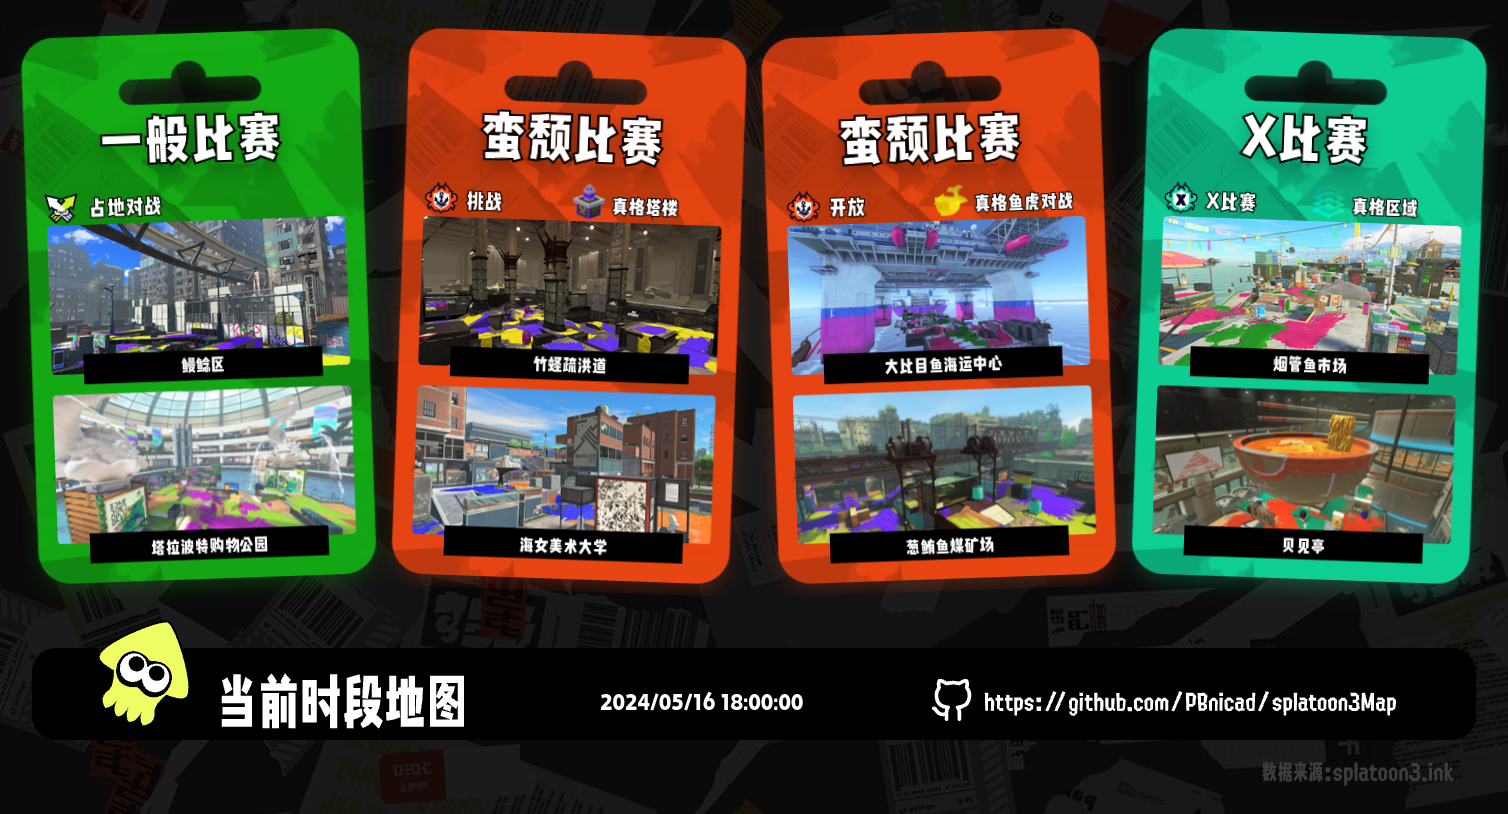 一般比赛
占地对战
鳗鲶区
塔拉波特购物公园
蛮颓比赛
挑战
真格塔楼
竹蛏疏洪道
海女美术大学
蛮颓比赛
开放
真格鱼虎对战
大比目鱼海运中心
葱鲔鱼煤矿场
X比赛
X比赛
真格区域
烟管鱼市场
贝见亭
当前时段地图
2024/05/16 18:00:00
https://github.com/PBnicad/splatoon3Map
数据来源:splatoon3.ink